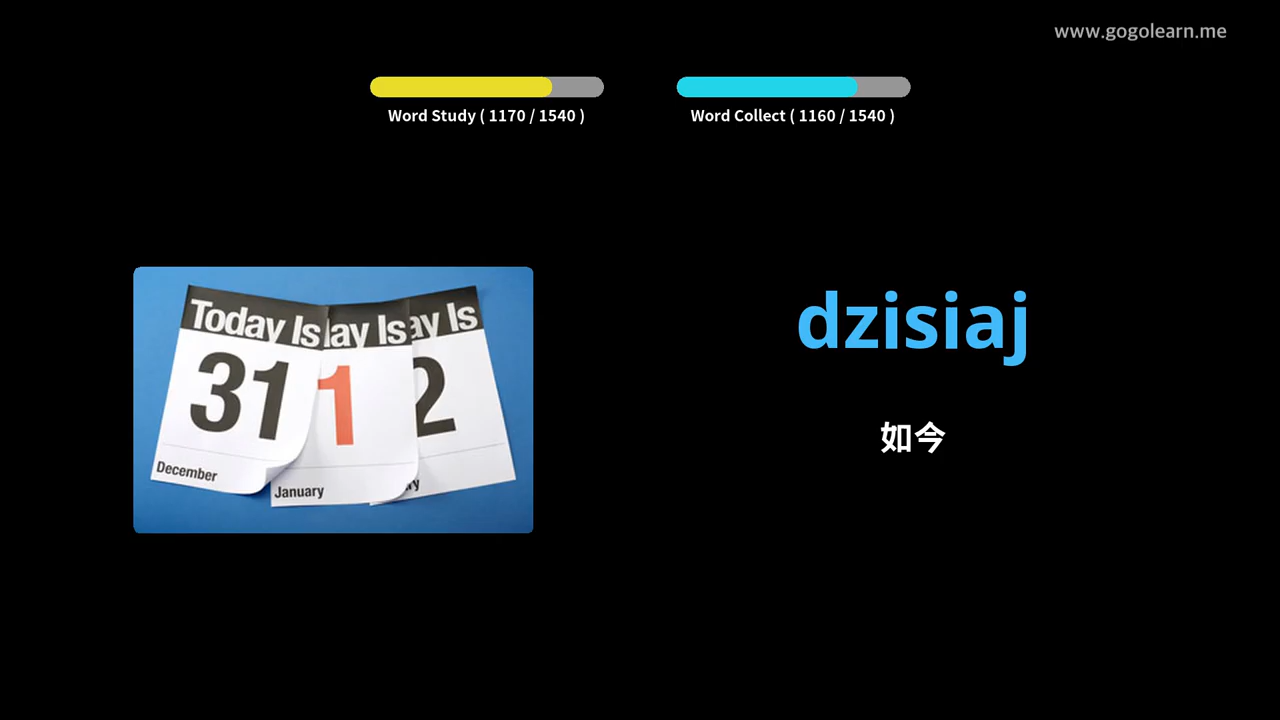 www.gogolearn.me
Word Study ( 1170 / 1540 )
Word Collect ( 1160 / 1540 )
Today Is
31
December
ay Is
1
January
ay Is
2
ry
dzisiaj
如今